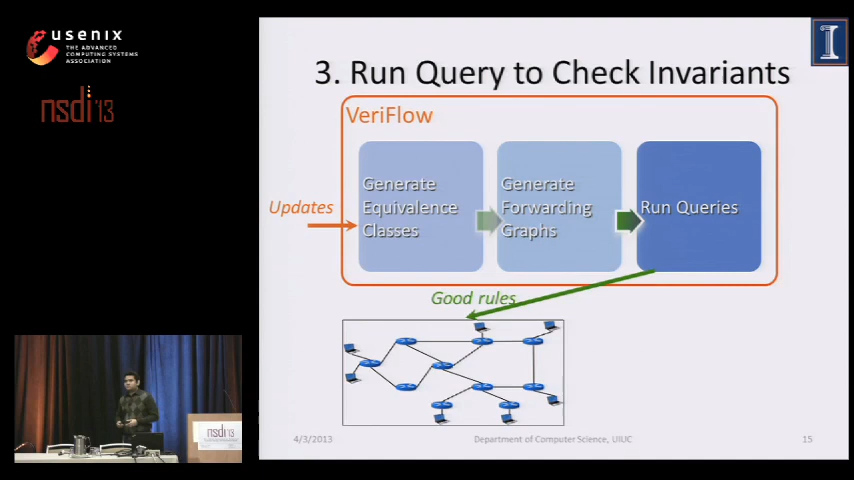 usenix
THE ADVANCED
COMPUTING SYSTEMS
ASSOCIATION
nsdi '13
3. Run Query to Check Invariants
VeriFlow
Updates
Generate
Equivalence
Classes
Generate
Forwarding
Graphs
Run Queries
Good rules
4/3/2013
Department of Computer Science, UIUC
15
nsdi'13